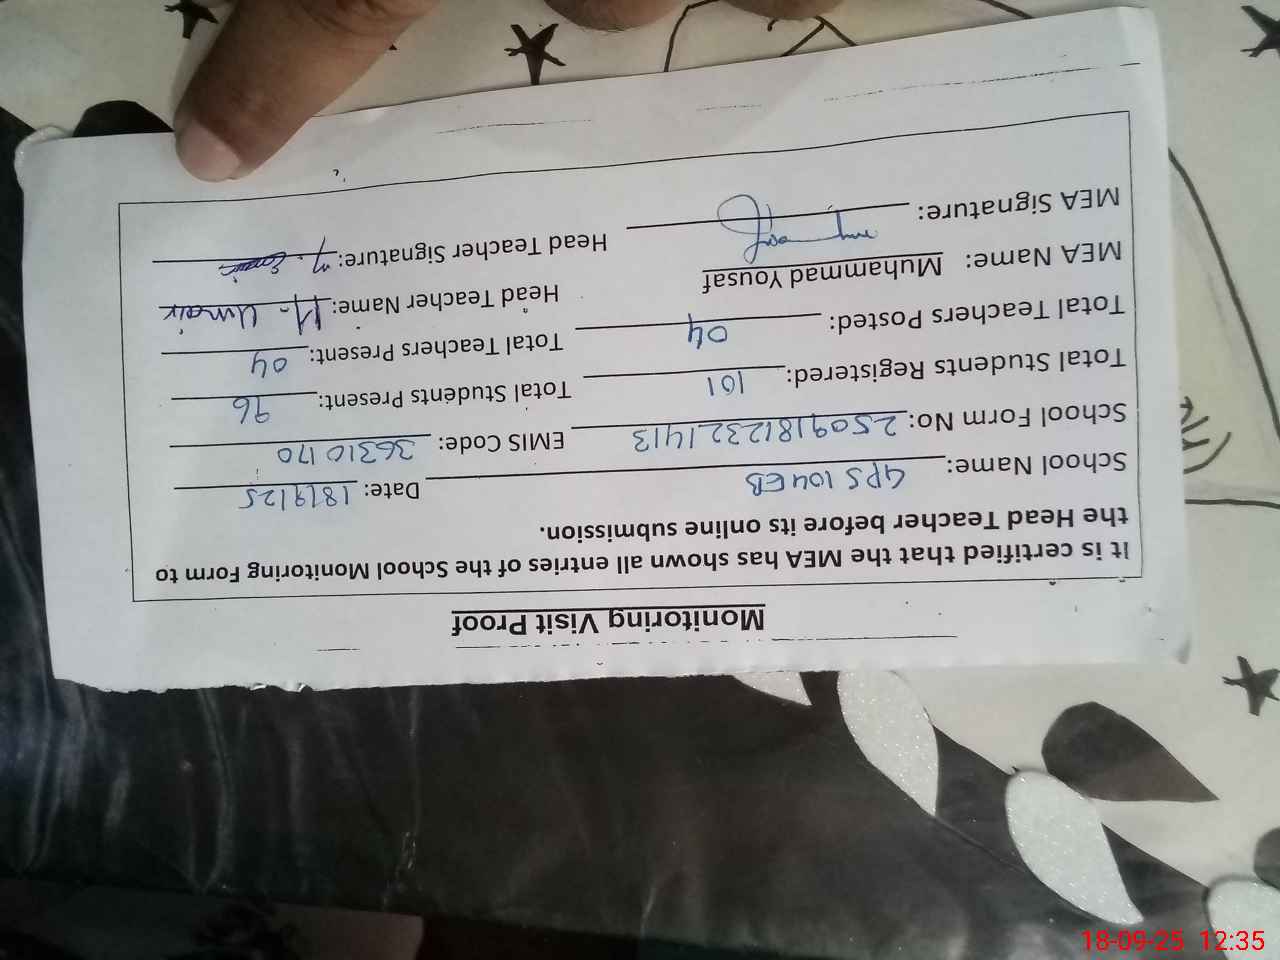 Monitoring Visit Proof
It is certified that the MEA has shown all entries of the School Monitoring Form to
the Head Teacher before its online submission.
School Name: GPS 104EB Date: 18/9/25
School Form No: 2509181232 1413 EMIS Code: 36310170
Total Students Registered: 101 Total Students Present: 96
Total Teachers Posted: 04 Total Teachers Present: 04
MEA Name: Muhammad Yousaf Head Teacher Name: M. Umair
MEA Signature: Head Teacher Signature:
18-09-25 12:35